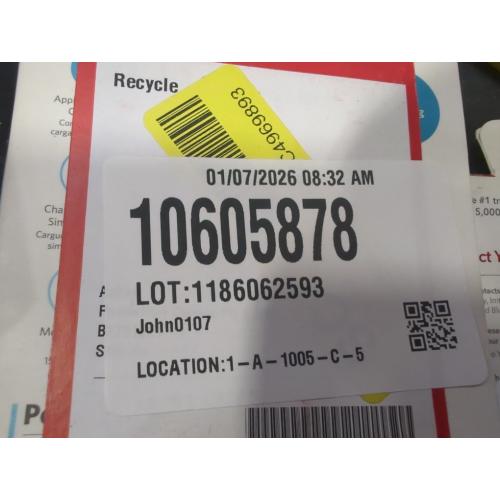 Recycle
C4969893
01/07/2026 08:32 AM
10605878
LOT:1186062593
John0107
LOCATION:1-A-1005-C-5